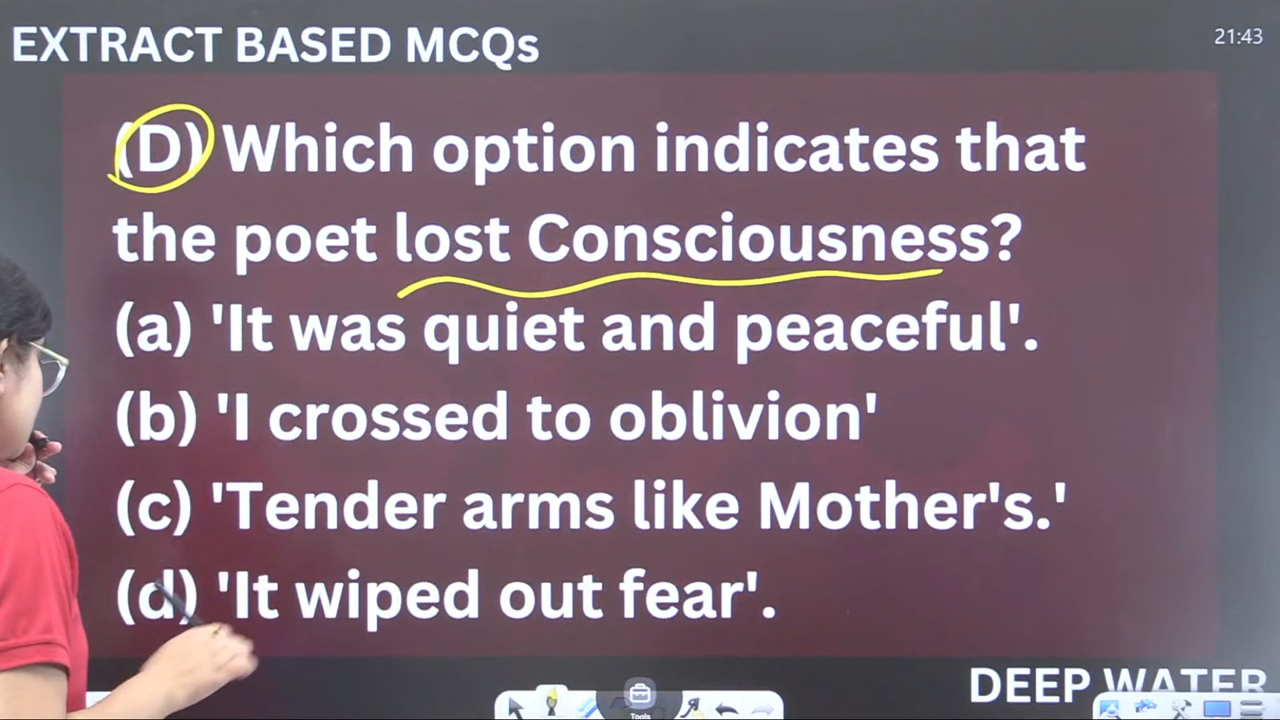 EXTRACT BASED MCQs
21:43
(D) Which option indicates that
the poet lost Consciousness?
(a) 'It was quiet and peaceful'.
(b) 'I crossed to oblivion'
(c) 'Tender arms like Mother's.'
(d) 'It wiped out fear'.
DEEP WATER
Tools